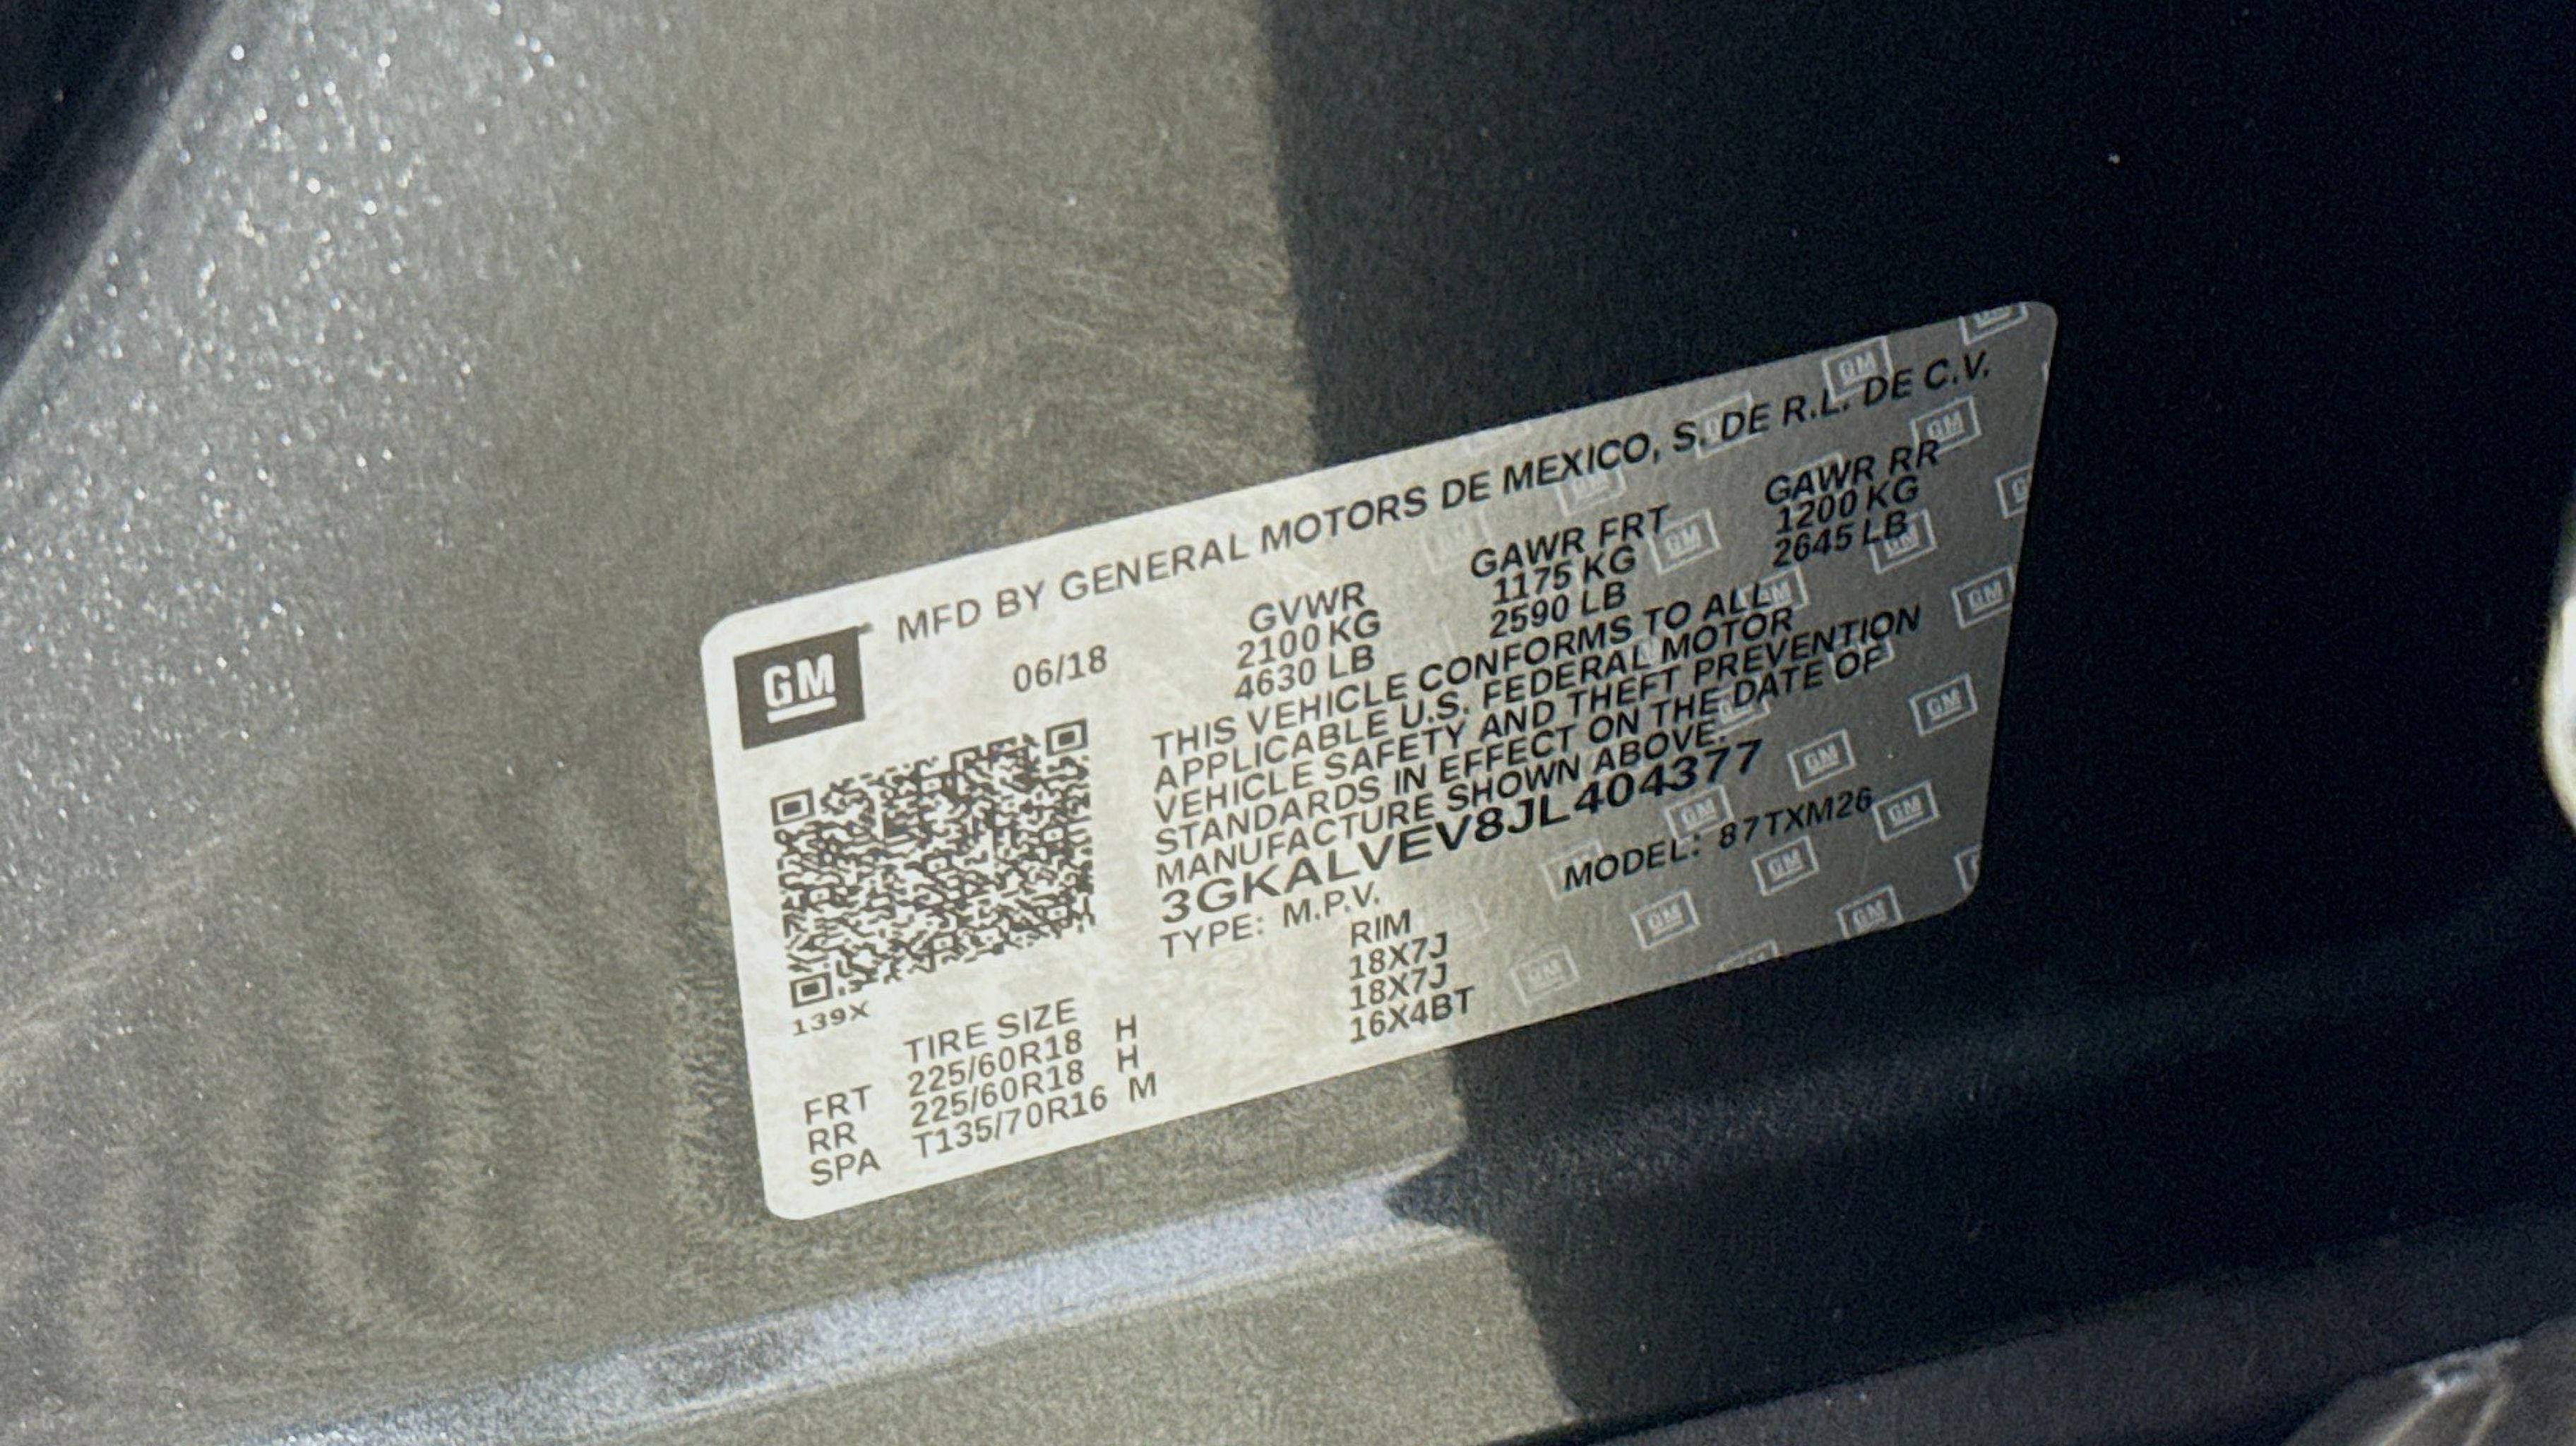 MFD BY GENERAL MOTORS DE MEXICO, S. DE R.L. DE C.V.
GM
06/18
GVWR
2100 KG
4630 LB
GAWR FRT
1175 KG
2590 LB
GAWR RR
1200 KG
2645 LB
THIS VEHICLE CONFORMS TO ALL
APPLICABLE U.S. FEDERAL MOTOR
VEHICLE SAFETY AND THEFT PREVENTION
STANDARDS IN EFFECT ON THE DATE OF
MANUFACTURE SHOWN ABOVE.
3GKALVEV8JL404377
TYPE: M.P.V.
MODEL: 87TXM26
139X
TIRE SIZE RIM
FRT 225/60R18 H 18X7J
RR 225/60R18 H 18X7J
SPA T135/70R16 M 16X4BT